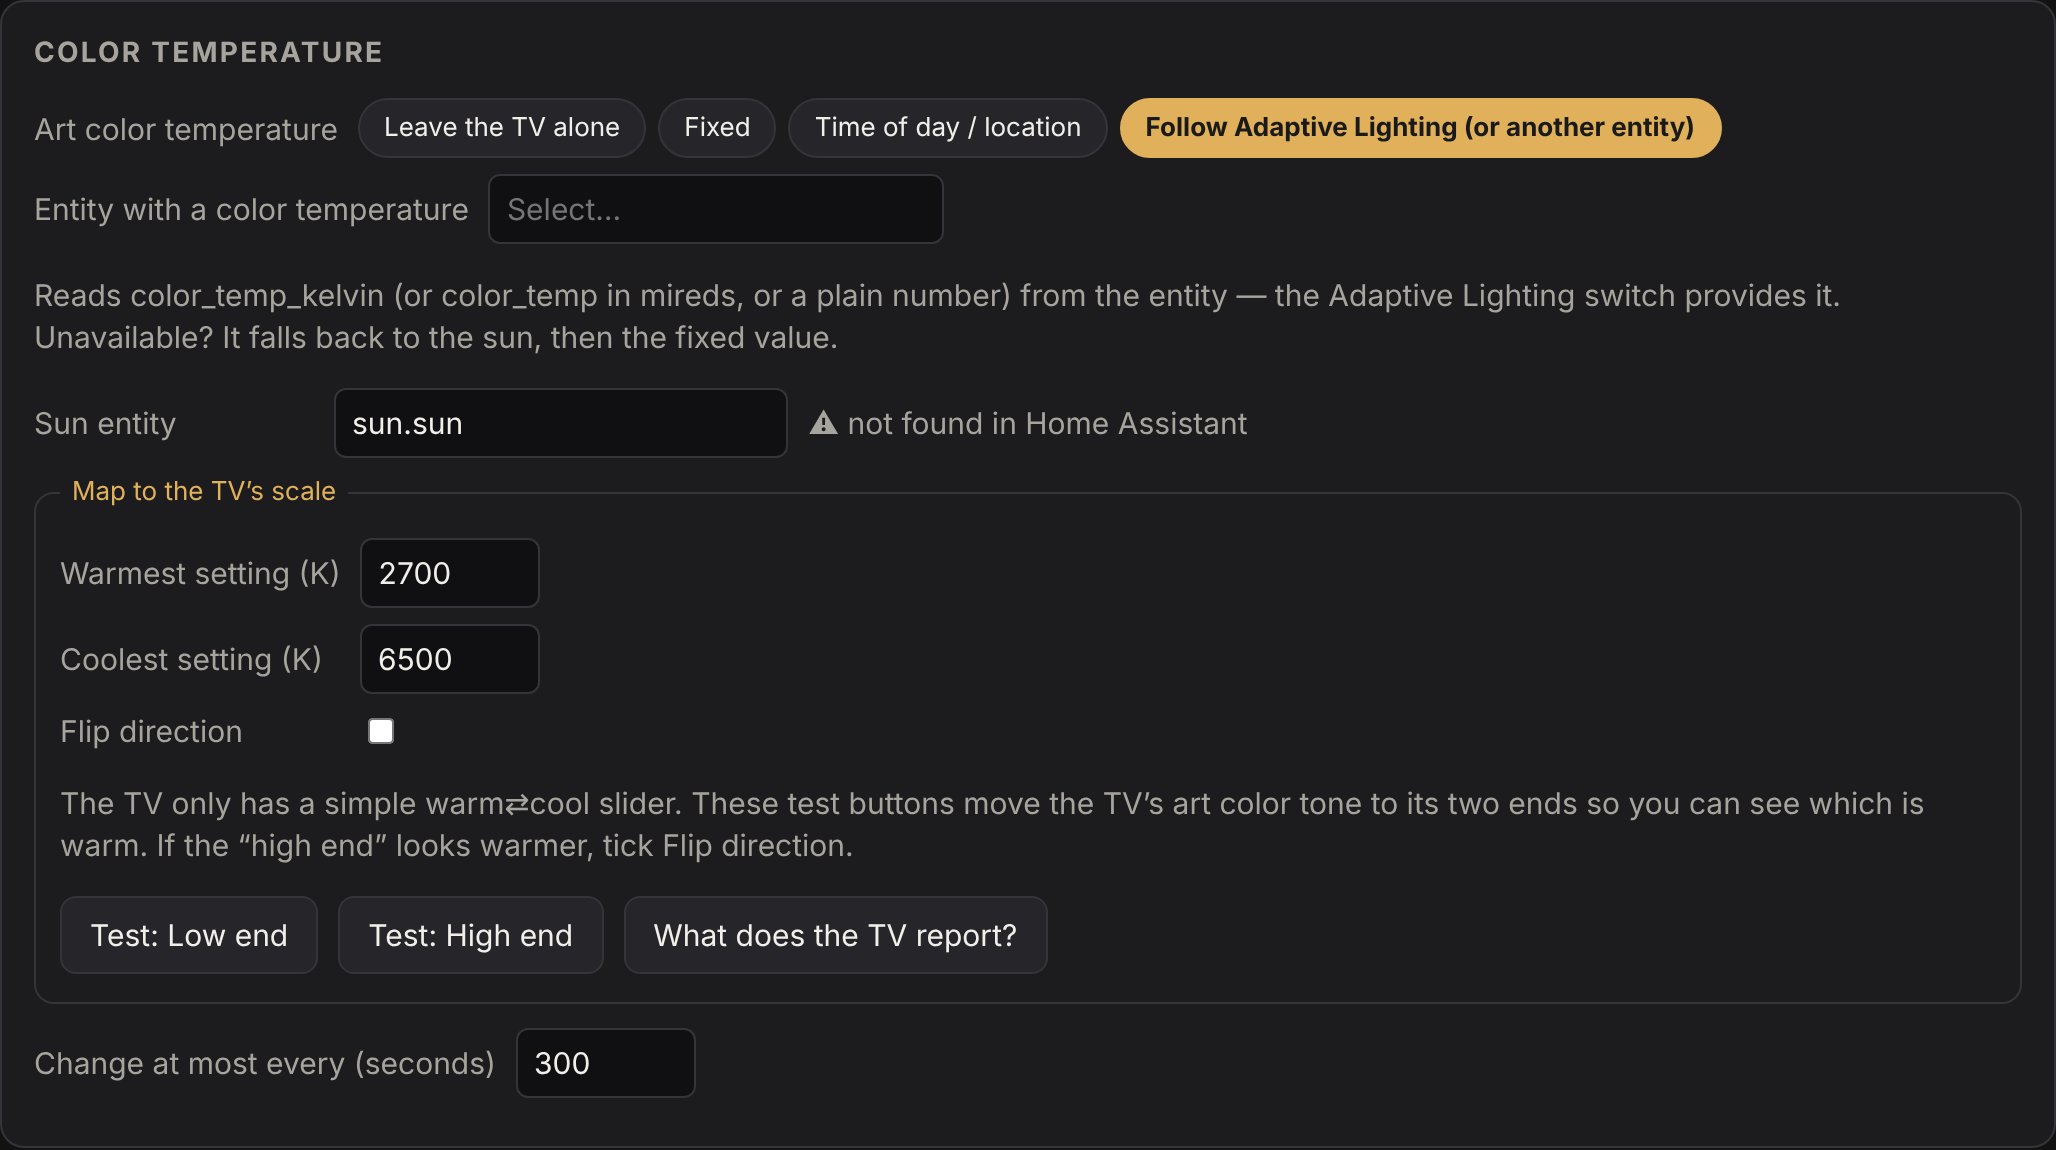 COLOR TEMPERATURE
Art color temperature Leave the TV alone Fixed Time of day / location Follow Adaptive Lighting (or another entity)
Entity with a color temperature Select...
Reads color_temp_kelvin (or color_temp in mireds, or a plain number) from the entity — the Adaptive Lighting switch provides it.
Unavailable? It falls back to the sun, then the fixed value.
Sun entity sun.sun ⚠ not found in Home Assistant
Map to the TV’s scale
Warmest setting (K) 2700
Coolest setting (K) 6500
Flip direction
The TV only has a simple warm⇄cool slider. These test buttons move the TV’s art color tone to its two ends so you can see which is
warm. If the “high end” looks warmer, tick Flip direction.
Test: Low end Test: High end What does the TV report?
Change at most every (seconds) 300